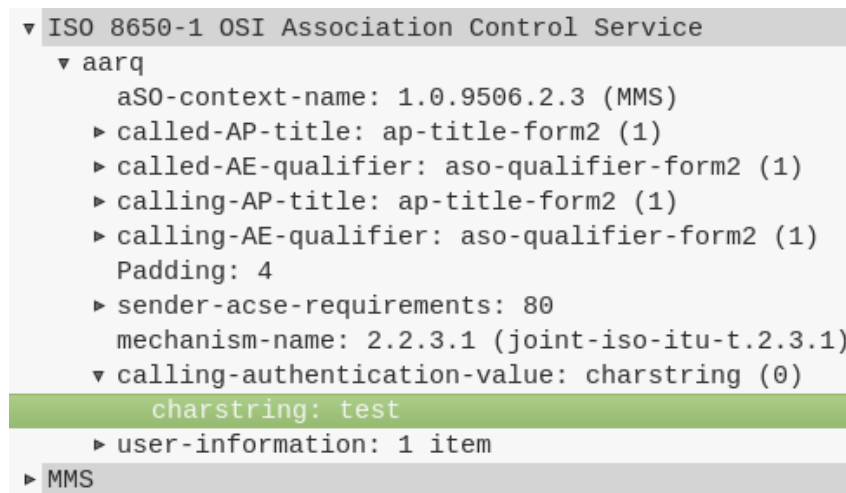 ISO 8650-1 OSI Association Control Service
aarq
aSO-context-name: 1.0.9506.2.3 (MMS)
called-AP-title: ap-title-form2 (1)
called-AE-qualifier: aso-qualifier-form2 (1)
calling-AP-title: ap-title-form2 (1)
calling-AE-qualifier: aso-qualifier-form2 (1)
Padding: 4
sender-acse-requirements: 80
mechanism-name: 2.2.3.1 (joint-iso-itu-t.2.3.1)
calling-authentication-value: charstring (0)
charstring: test
user-information: 1 item
MMS